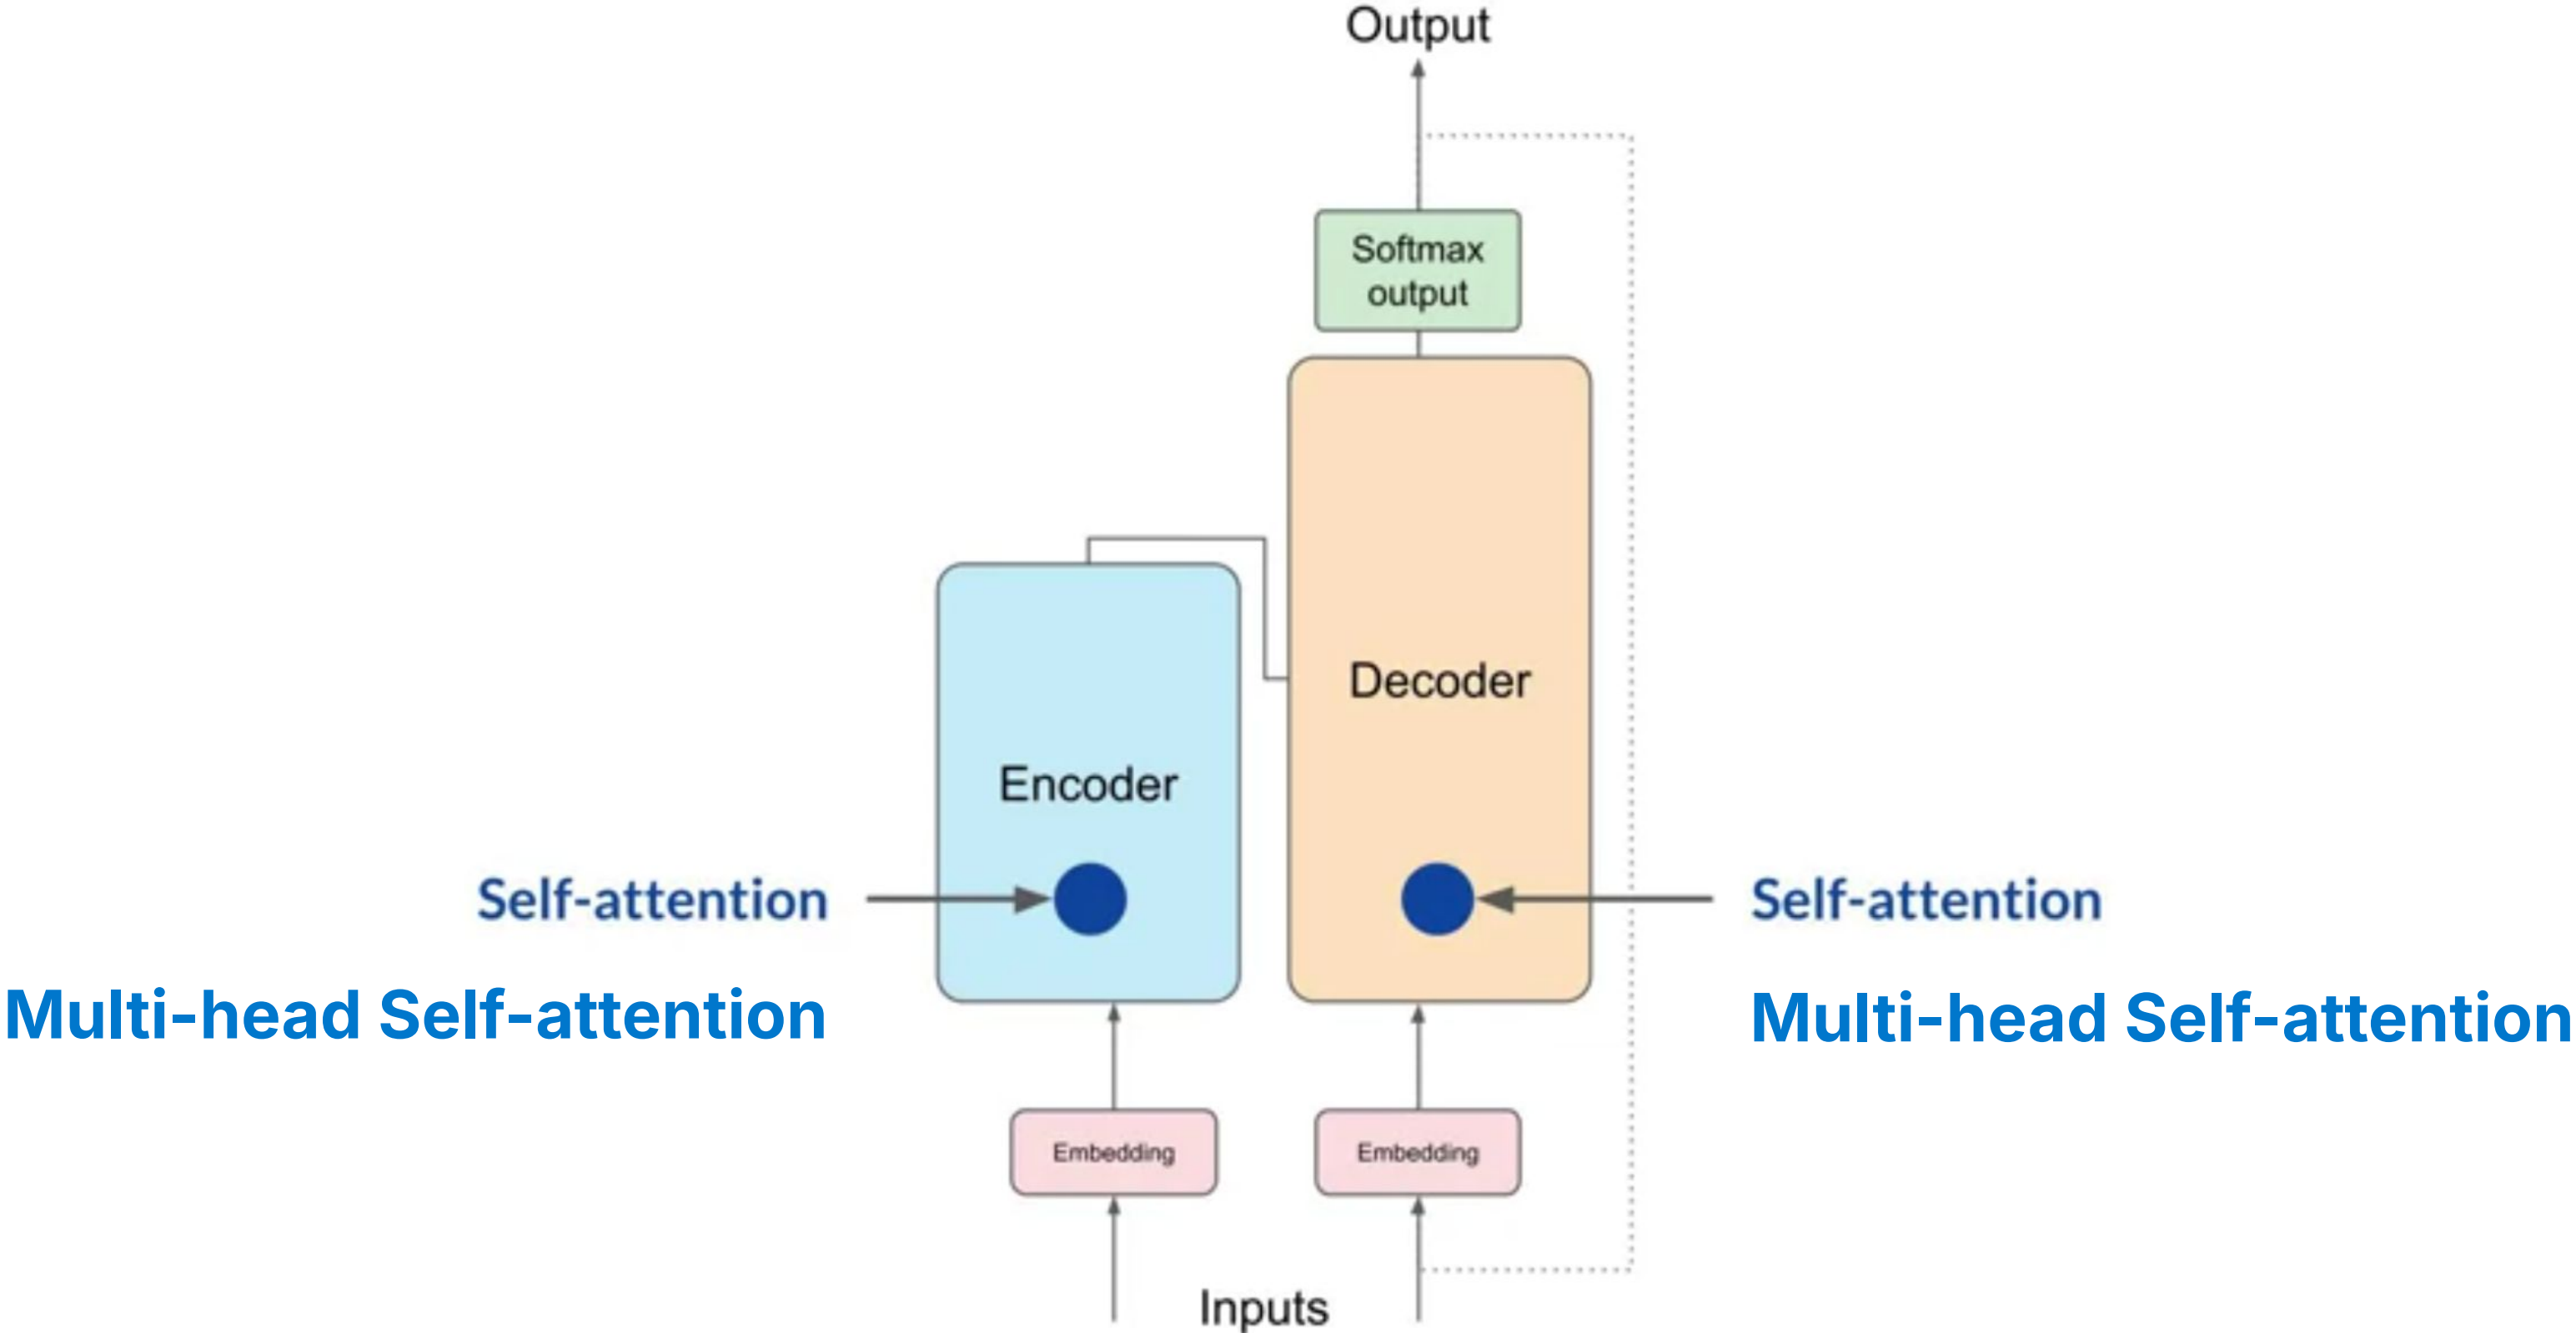 Output
Softmax
output
Decoder
Encoder
Self-attention
Self-attention
Multi-head Self-attention
Multi-head Self-attention
Embedding
Embedding
Inputs